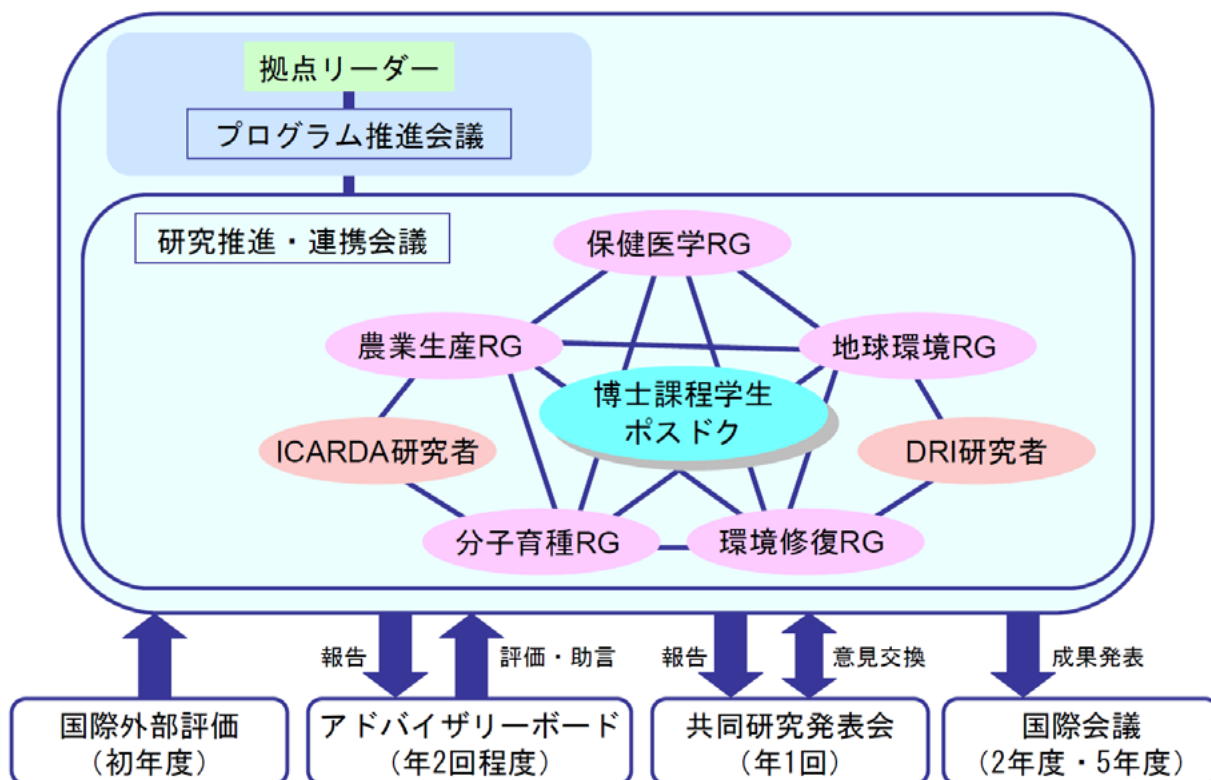 拠点リーダー
プログラム推進会議
研究推進・連携会議
保健医学RG
農業生産RG
地球環境RG
博士課程学生
ポスドク
ICARDA研究者
DRI研究者
分子育種RG
環境修復RG
報告
評価・助言
報告
意見交換
成果発表
国際外部評価
（初年度）
アドバイザリーボード
（年2回程度）
共同研究発表会
（年1回）
国際会議
（2年度・5年度）